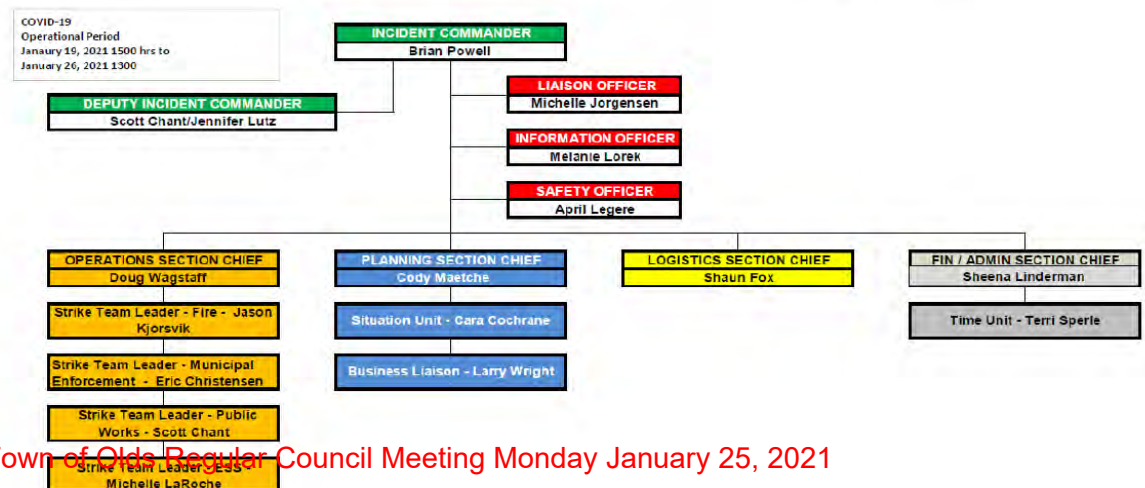 COVID-19
Operational Period
Janaury 19, 2021 1500 hrs to
January 26, 2021 1300
INCIDENT COMMANDER
Brian Powell
DEPUTY INCIDENT COMMANDER
Scott Chant/Jennifer Lutz
LIAISON OFFICER
Michelle Jorgensen
INFORMATION OFFICER
Melanie Lorek
SAFETY OFFICER
April Legere
OPERATIONS SECTION CHIEF
Doug Wagstaff
Strike Team Leader - Fire - Jason
Kjorsvik
Strike Team Leader - Municipal
Enforcement - Eric Christensen
Strike Team Leader - Public
Works - Scott Chant
Strike Team Leader - ESS -
Michelle LaRoche
PLANNING SECTION CHIEF
Cody Maetche
Situation Unit - Cara Cochrane
Business Liaison - Larry Wright
LOGISTICS SECTION CHIEF
Shaun Fox
FIN / ADMIN SECTION CHIEF
Sheena Linderman
Time Unit - Terri Sperle
own of Olds Regular Council Meeting Monday January 25, 2021